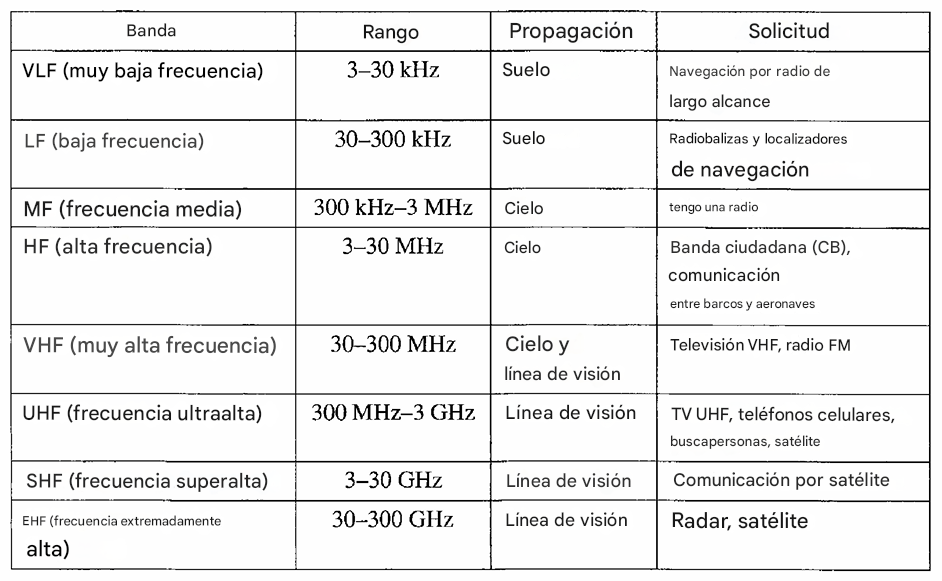 Banda Rango Propagación Solicitud
VLF (muy baja frecuencia) 3–30 kHz Suelo Navegación por radio de
largo alcance
LF (baja frecuencia) 30–300 kHz Suelo Radiobalizas y localizadores
de navegación
MF (frecuencia media) 300 kHz–3 MHz Cielo tengo una radio
HF (alta frecuencia) 3–30 MHz Cielo Banda ciudadana (CB),
comunicación
entre barcos y aeronaves
VHF (muy alta frecuencia) 30–300 MHz Cielo y Televisión VHF, radio FM
línea de visión
UHF (frecuencia ultraalta) 300 MHz–3 GHz Línea de visión TV UHF, teléfonos celulares,
buscapersonas, satélite
SHF (frecuencia superalta) 3–30 GHz Línea de visión Comunicación por satélite
EHF (frecuencia extremadamente 30–300 GHz Línea de visión Radar, satélite
alta)